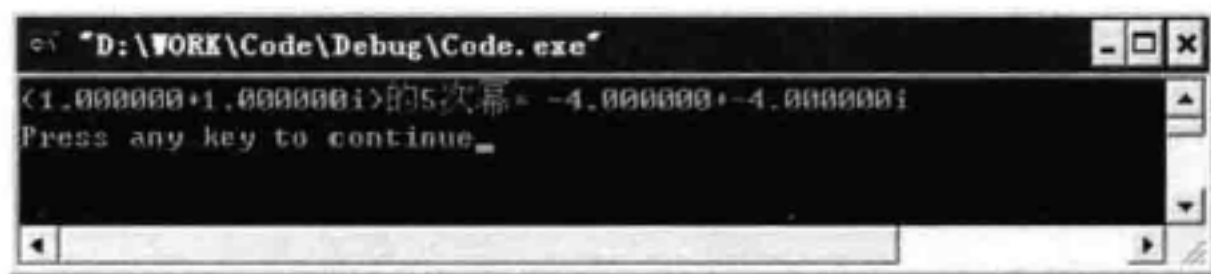 "D:\WORK\Code\Debug\Code.exe"
(1.000000+1.000000i)的5次幂= -4.000000+-4.000000i
Press any key to continue